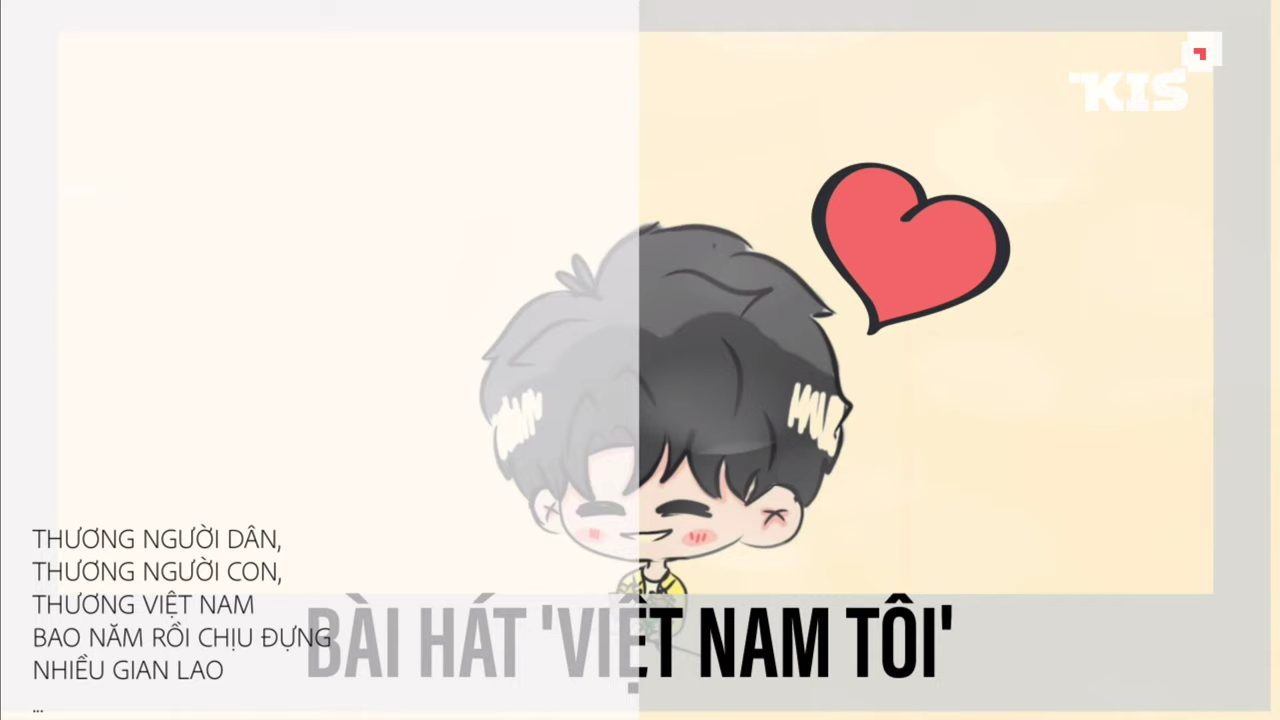 KIS
THƯƠNG NGƯỜI DÂN,
THƯƠNG NGƯỜI CON,
THƯƠNG VIỆT NAM
BAO NĂM RỒI CHỊU ĐỰNG
NHIỀU GIAN LAO
...
BÀI HÁT 'VIỆT NAM TÔI'